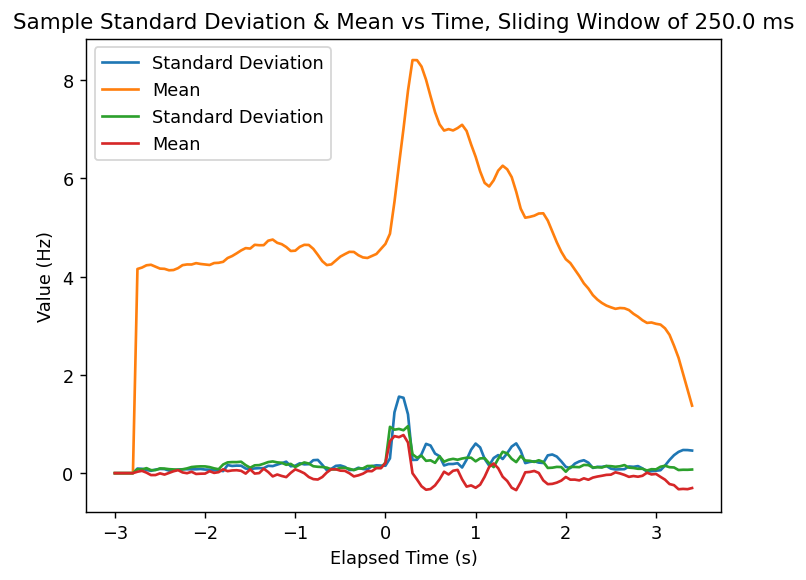 Sample Standard Deviation & Mean vs Time, Sliding Window of 250.0 ms
Standard Deviation
Mean
Standard Deviation
Mean
8
6
4
2
0
Value (Hz)
−3
−2
−1
0
1
2
3
Elapsed Time (s)